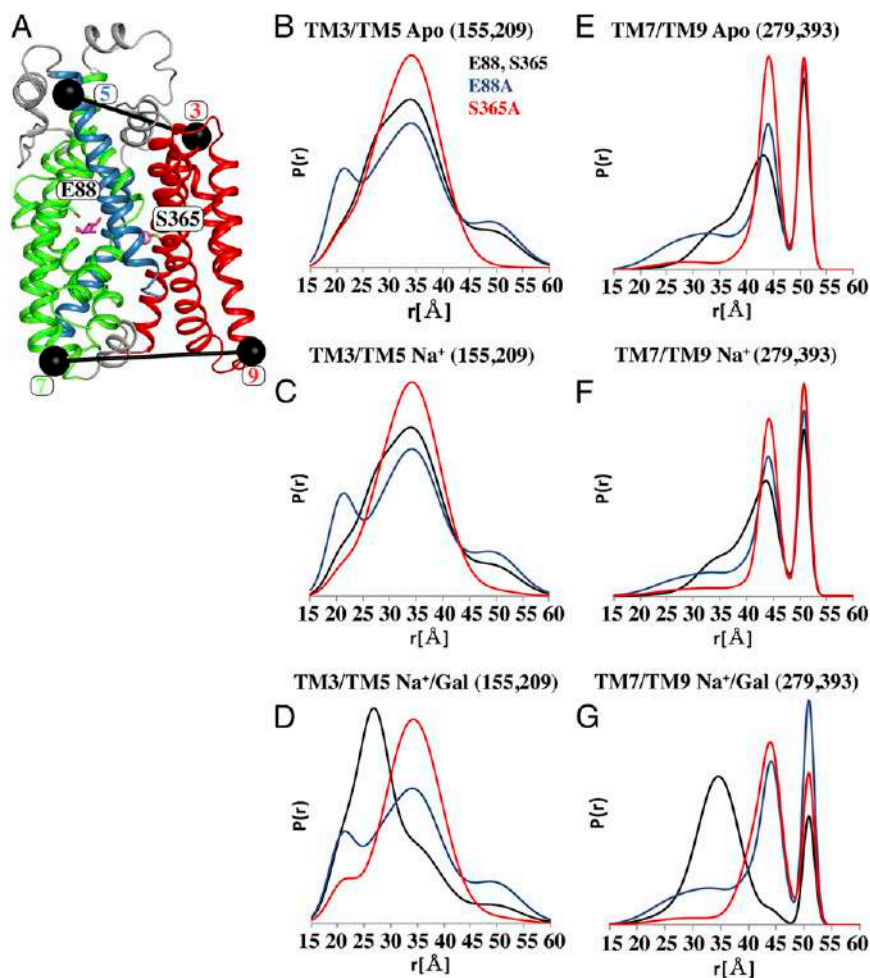 A
5
3
E88
S365
7
9
B
TM3/TM5 Apo (155,209)
E88, S365
E88A
S365A
P(r)
15 20 25 30 35 40 45 50 55 60
r[Å]
E
TM7/TM9 Apo (279,393)
P(r)
15 20 25 30 35 40 45 50 55 60
r[Å]
C
TM3/TM5 Na⁺ (155,209)
P(r)
15 20 25 30 35 40 45 50 55 60
r[Å]
F
TM7/TM9 Na⁺ (279,393)
P(r)
15 20 25 30 35 40 45 50 55 60
r[Å]
D
TM3/TM5 Na⁺/Gal (155,209)
P(r)
15 20 25 30 35 40 45 50 55 60
r[Å]
G
TM7/TM9 Na⁺/Gal (279,393)
P(r)
15 20 25 30 35 40 45 50 55 60
r[Å]